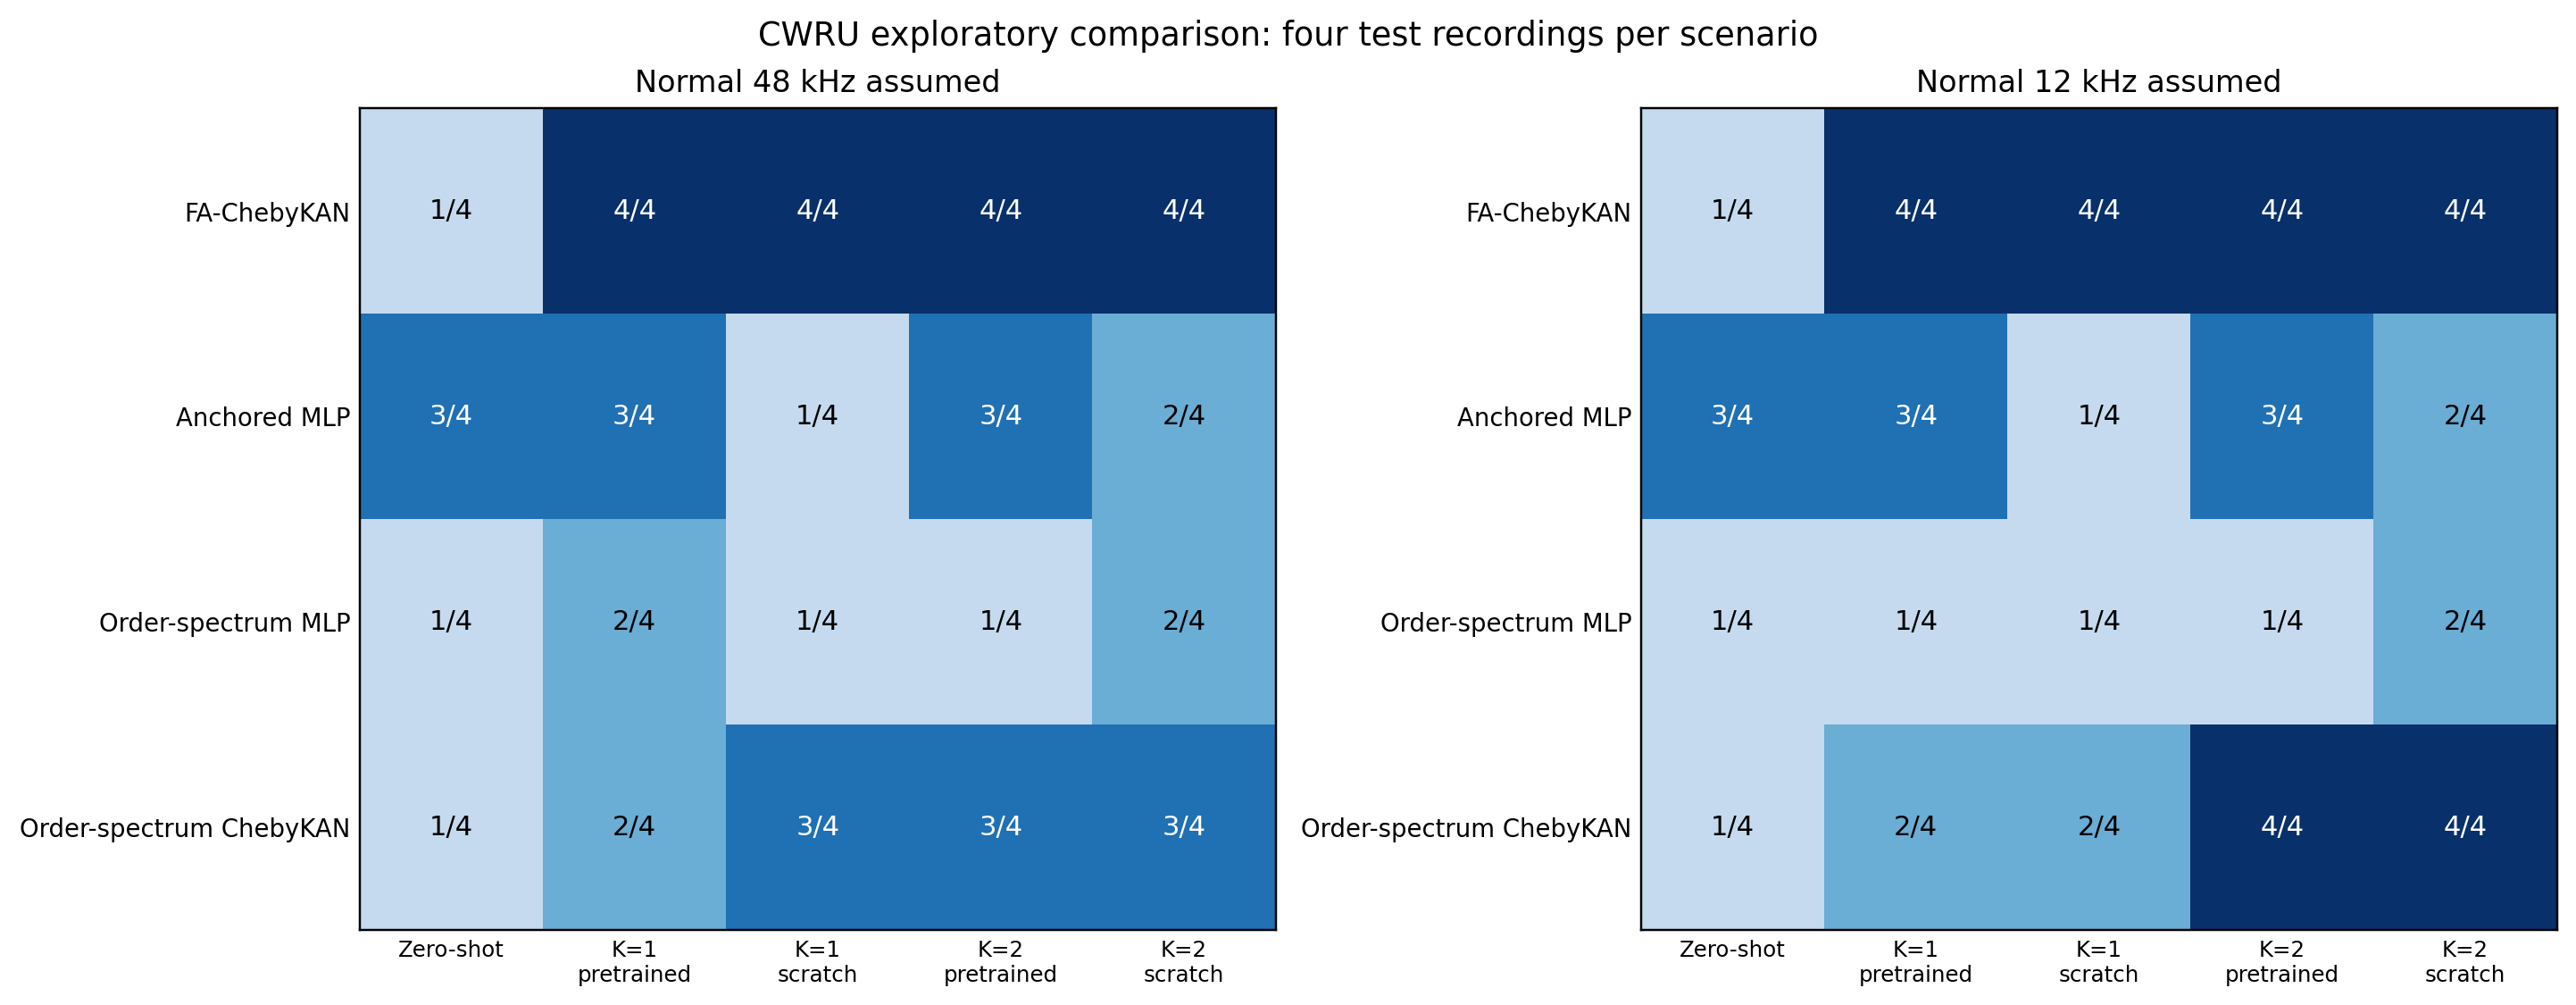 CWRU exploratory comparison: four test recordings per scenario
Normal 48 kHz assumed
FA-ChebyKAN 1/4 4/4 4/4 4/4 4/4
Anchored MLP 3/4 3/4 1/4 3/4 2/4
Order-spectrum MLP 1/4 2/4 1/4 1/4 2/4
Order-spectrum ChebyKAN 1/4 2/4 3/4 3/4 3/4
Zero-shot K=1 K=1 K=2 K=2
pretrained scratch pretrained scratch
Normal 12 kHz assumed
FA-ChebyKAN 1/4 4/4 4/4 4/4 4/4
Anchored MLP 3/4 3/4 1/4 3/4 2/4
Order-spectrum MLP 1/4 1/4 1/4 1/4 2/4
Order-spectrum ChebyKAN 1/4 2/4 2/4 4/4 4/4
Zero-shot K=1 K=1 K=2 K=2
pretrained scratch pretrained scratch